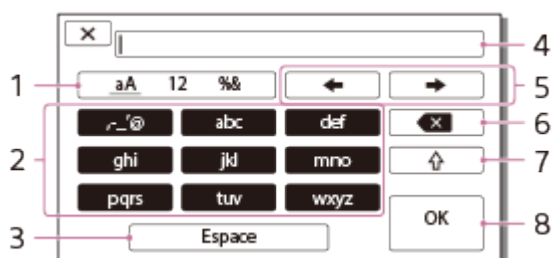 4
1 aA 12 %& 5
,-_'@ abc def 6
2 ghi jkl mno 7
pqrs tuv wxyz
3 Espace OK 8